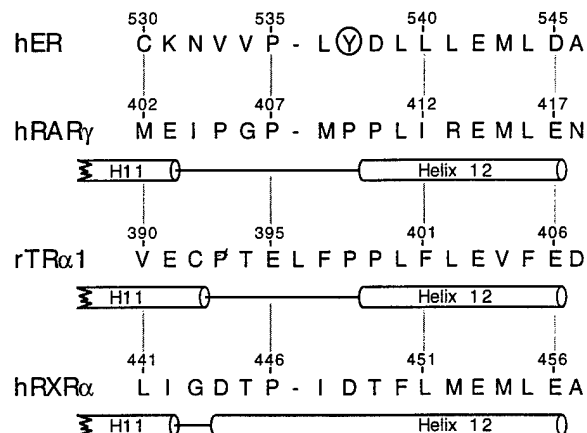 530 535 540 545
hER C K N V V P - L Y D L L L E M L D A
402 407 412 417
hRARγ M E I P G P - M P P L I R E M L E N
H11 Helix 12
390 395 401 406
rTRα1 V E C P T E L F P P L F L E V F E D
H11 Helix 12
441 446 451 456
hRXRα L I G D T P - I D T F L M E M L E A
H11 Helix 12